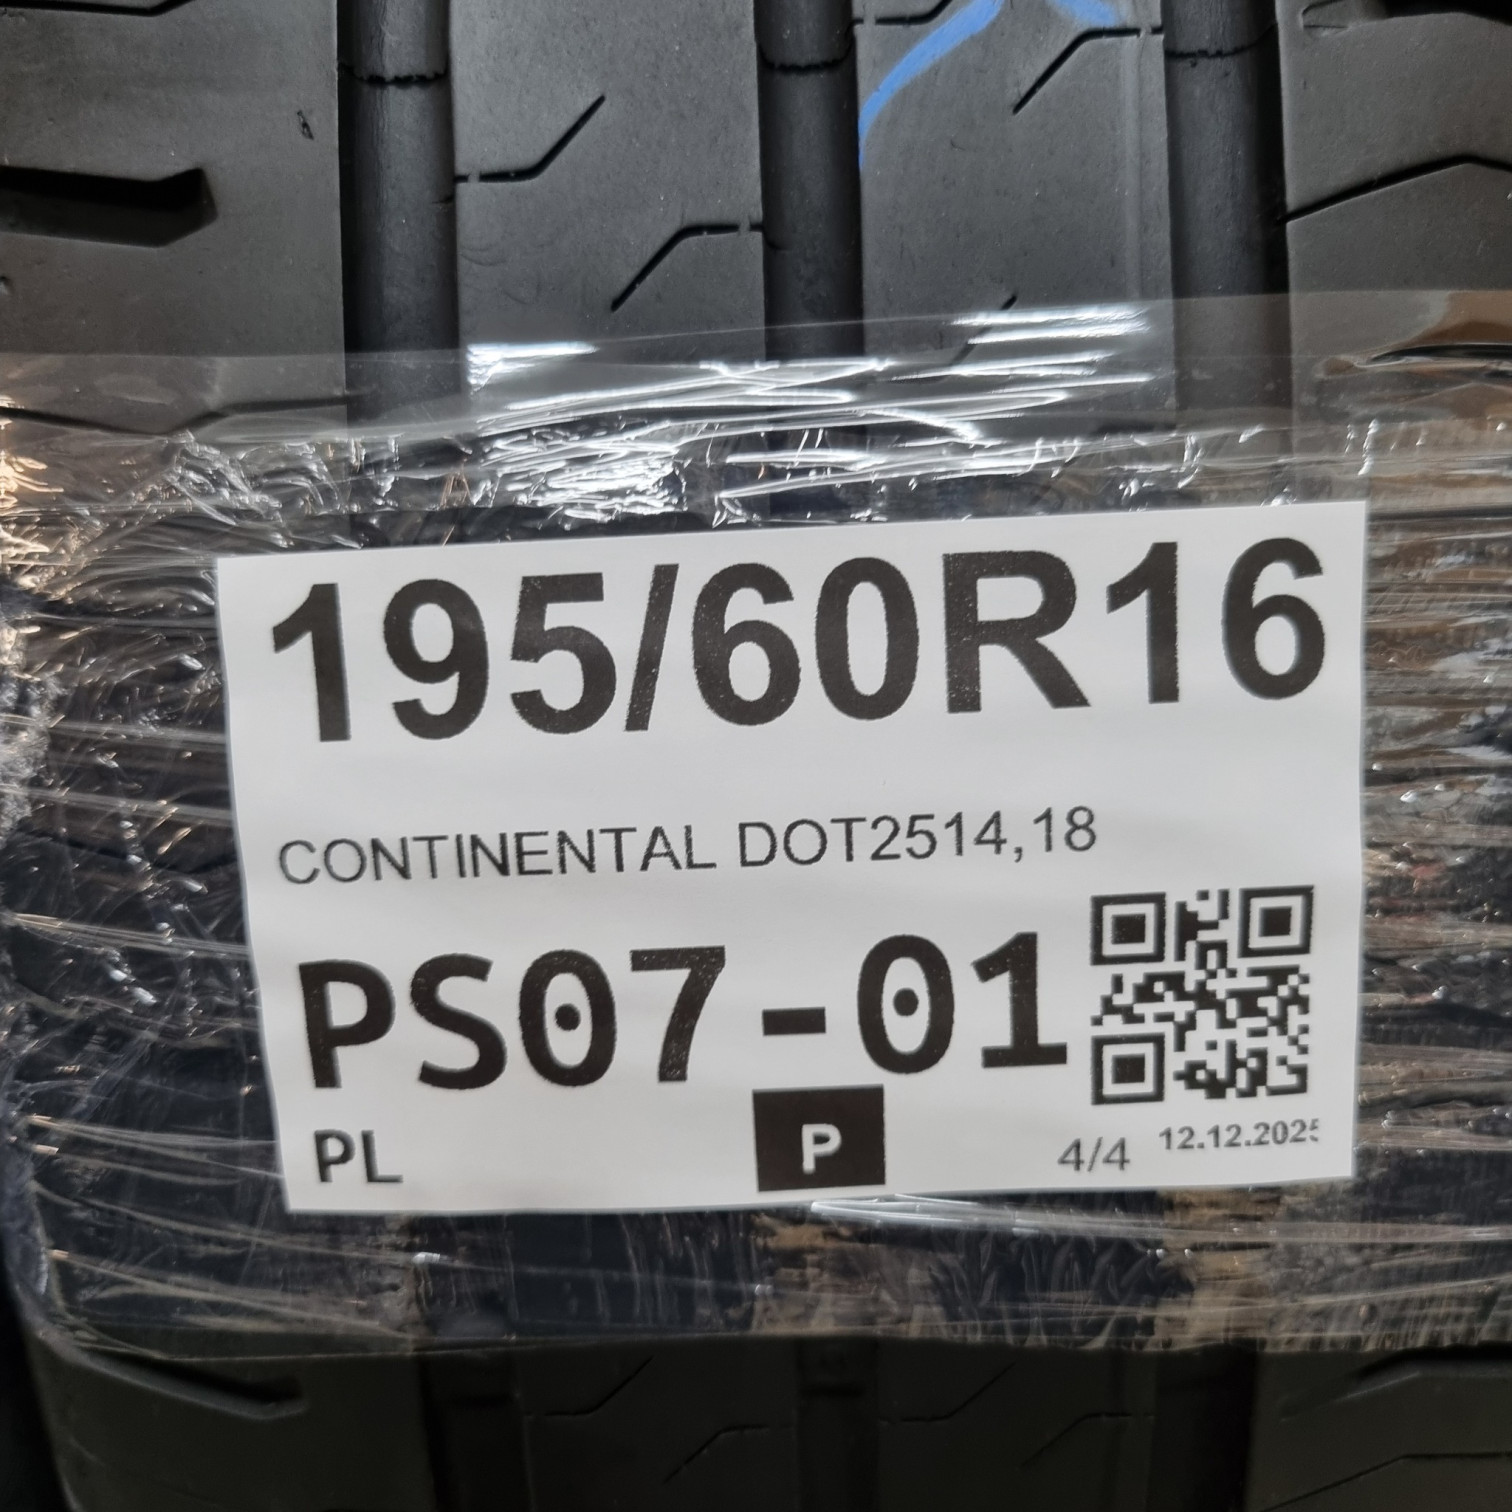 195/60R16
CONTINENTAL DOT2514,18
PS07-01
PL
P
4/4 12.12.2025